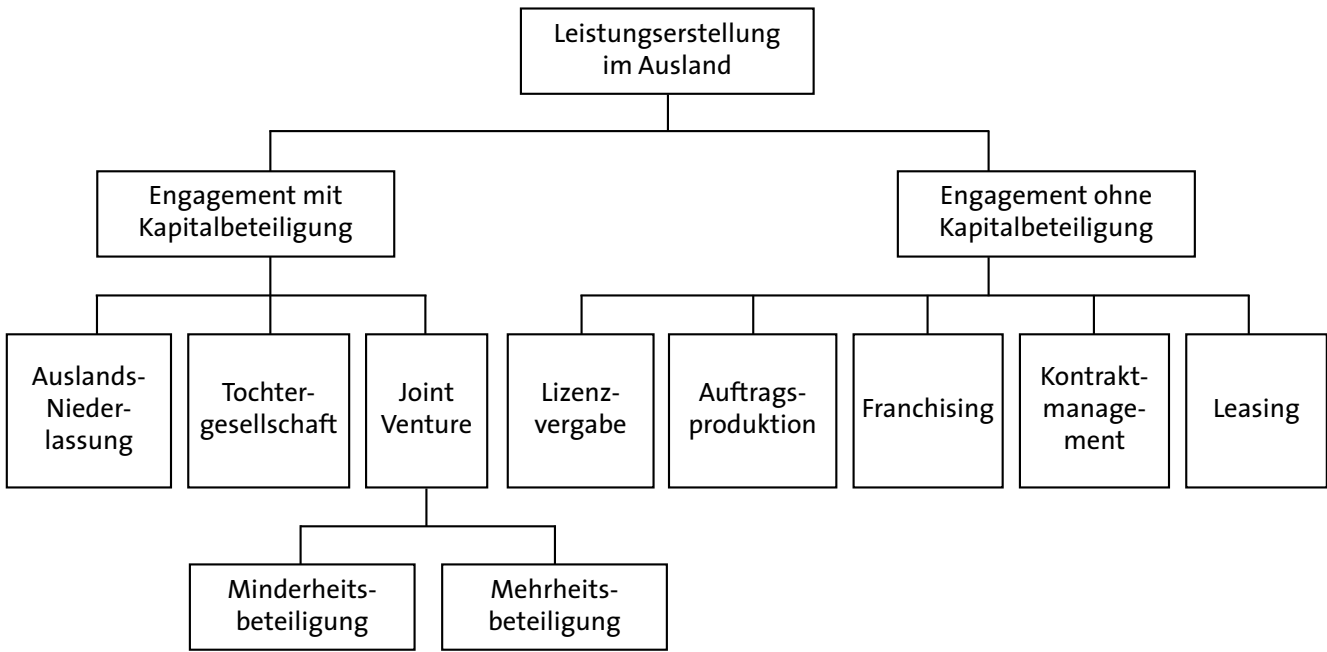 Leistungserstellung
im Ausland
Engagement mit
Kapitalbeteiligung
Engagement ohne
Kapitalbeteiligung
Auslands-
Nieder-
lassung
Tochter-
gesellschaft
Joint
Venture
Lizenz-
vergabe
Auftrags-
produktion
Franchising
Kontrakt-
manage-
ment
Leasing
Minderheits-
beteiligung
Mehrheits-
beteiligung